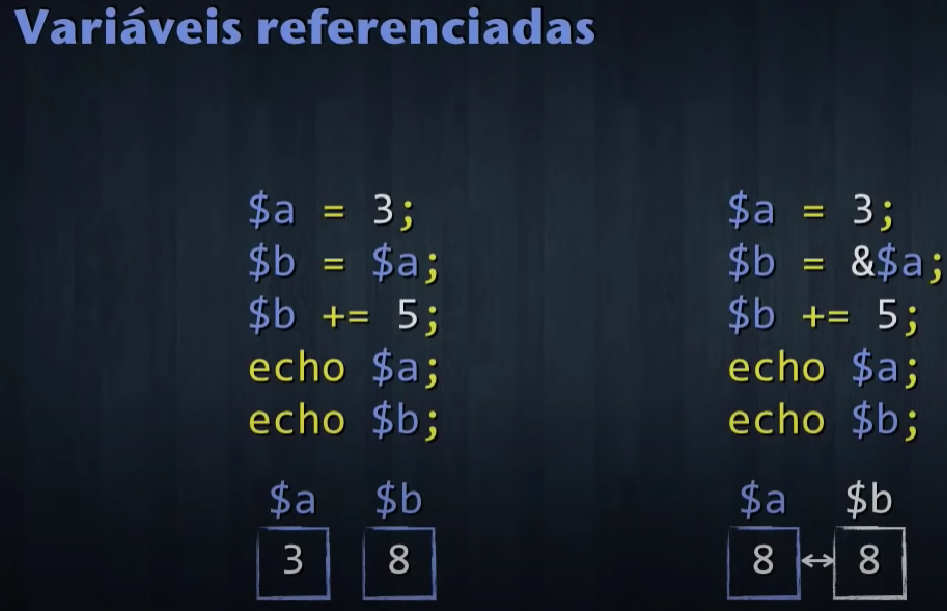 Variáveis referenciadas
$a = 3;
$b = $a;
$b += 5;
echo $a;
echo $b;
$a $b
3 8
$a = 3;
$b = &$a;
$b += 5;
echo $a;
echo $b;
$a $b
8 ↔ 8